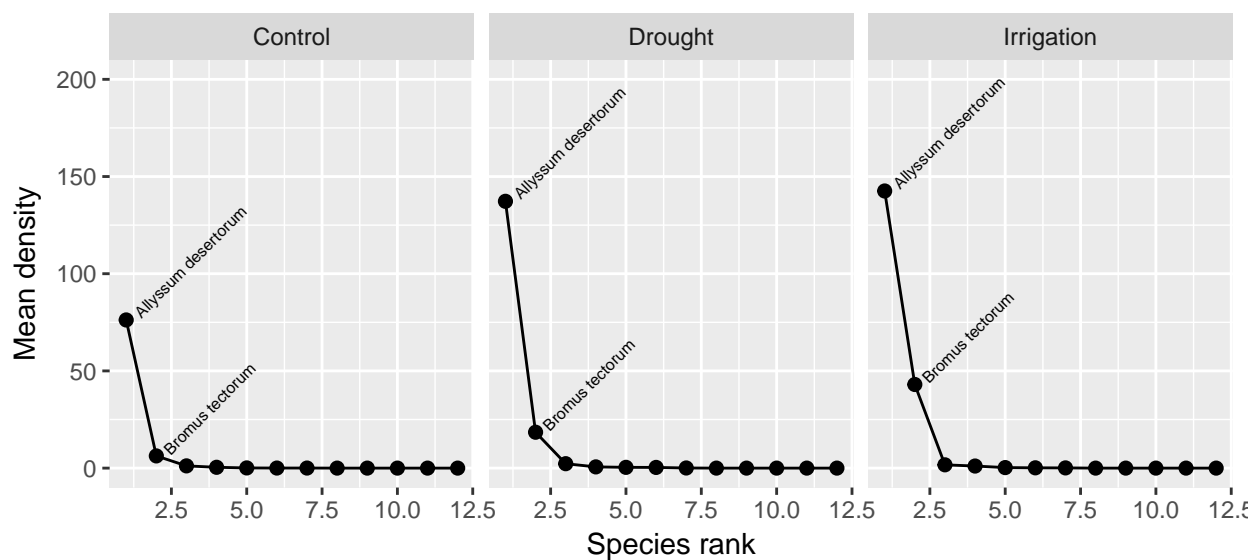 Control
Drought
Irrigation
Mean density
200
150
100
50
0
Allyssum desertorum
Bromus tectorum
Allyssum desertorum
Bromus tectorum
Allyssum desertorum
Bromus tectorum
2.5 5.0 7.5 10.0 12.5
2.5 5.0 7.5 10.0 12.5
2.5 5.0 7.5 10.0 12.5
Species rank